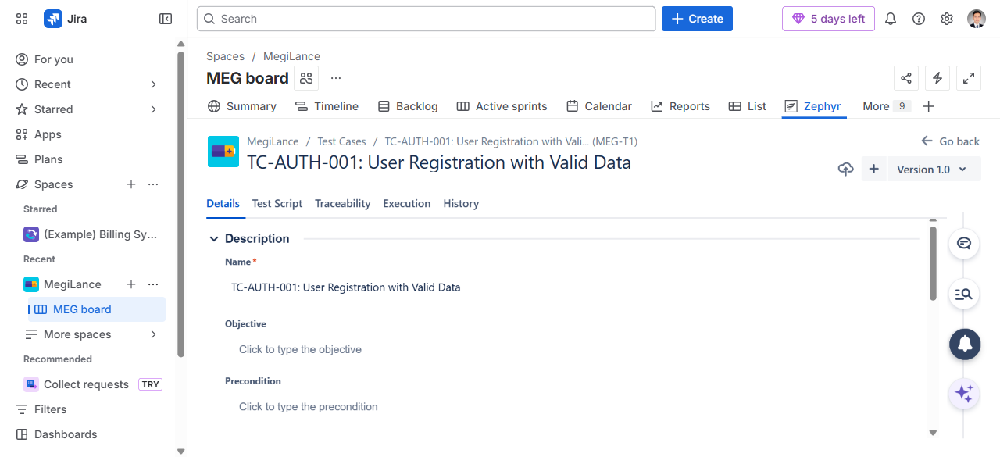 Jira
Search
Create
5 days left
For you
Recent
Starred
Apps
Plans
Spaces
Starred
(Example) Billing Sy...
Recent
MegiLance
MEG board
More spaces
Recommended
Collect requests TRY
Filters
Dashboards
Spaces / MegiLance
MEG board
Summary Timeline Backlog Active sprints Calendar Reports List Zephyr More 9
MegiLance / Test Cases / TC-AUTH-001: User Registration with Vali... (MEG-T1)
Go back
TC-AUTH-001: User Registration with Valid Data
Version 1.0
Details Test Script Traceability Execution History
Description
Name*
TC-AUTH-001: User Registration with Valid Data
Objective
Click to type the objective
Precondition
Click to type the precondition